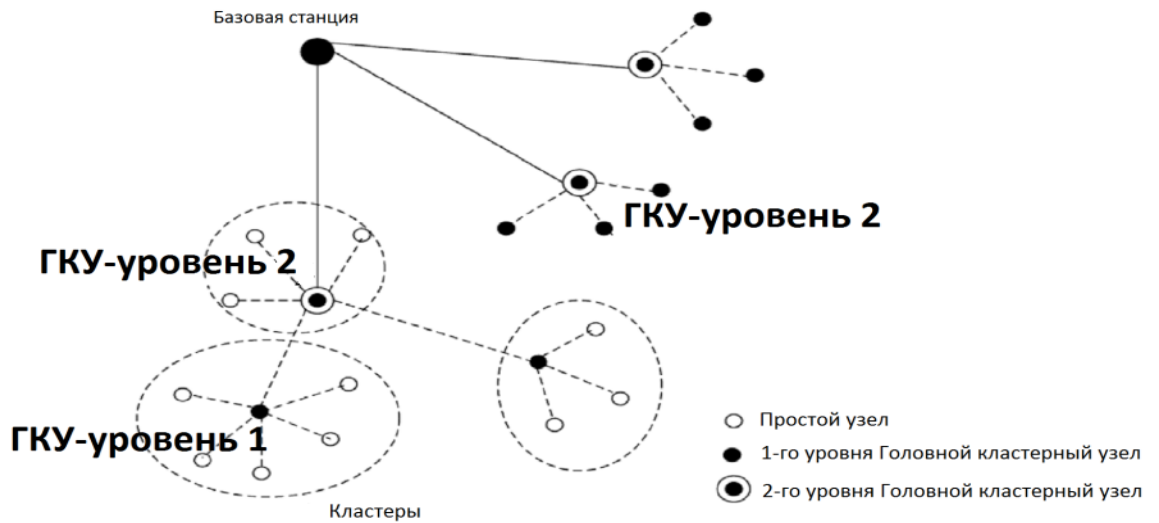 Базовая станция
ГКУ-уровень 2
ГКУ-уровень 2
ГКУ-уровень 1
Простой узел
1-го уровня Головной кластерный узел
2-го уровня Головной кластерный узел
Кластеры